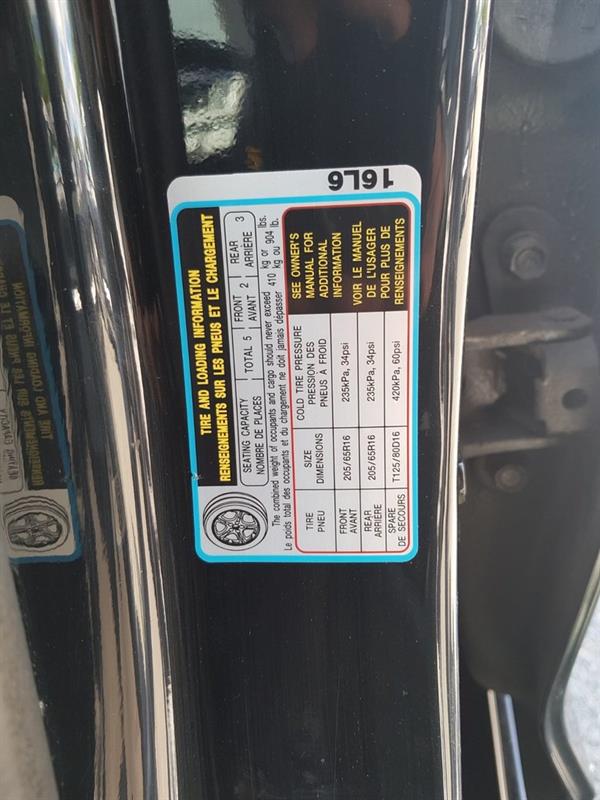 TIRE AND LOADING INFORMATION
RENSEIGNEMENTS SUR LES PNEUS ET LE CHARGEMENT
SEATING CAPACITY TOTAL 5 FRONT 2 REAR 3
NOMBRE DE PLACES AVANT ARRIÈRE
The combined weight of occupants and cargo should never exceed 410 kg or 904 lbs.
Le poids total des occupants et du chargement ne doit jamais dépasser 410 kg ou 904 lb.
TIRE SIZE COLD TIRE PRESSURE
PNEU DIMENSIONS PRESSION DES PNEUS À FROID
FRONT AVANT 205/65R16 235kPa, 34psi
REAR ARRIÈRE 205/65R16 235kPa, 34psi
SPARE DE SECOURS T125/80D16 420kPa, 60psi
SEE OWNER'S
MANUAL FOR
ADDITIONAL
INFORMATION
VOIR LE MANUEL
DE L'USAGER
POUR PLUS DE
RENSEIGNEMENTS
16L6